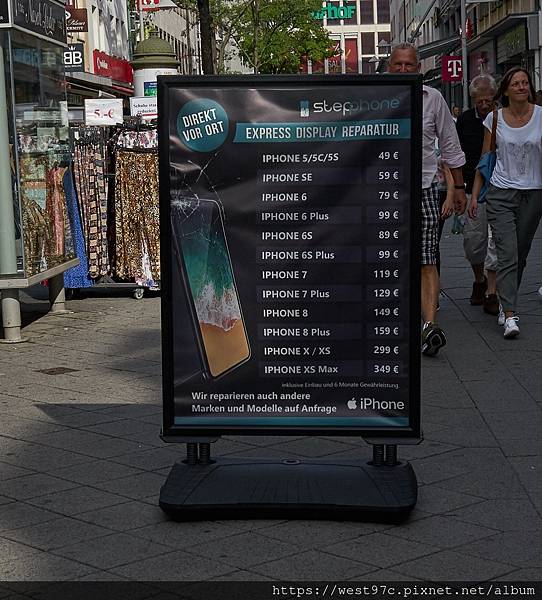 5.-€
BB
T
DIREKT
VOR ORT
stepphone
EXPRESS DISPLAY REPARATUR
IPHONE 5/5C/5S 49 €
IPHONE SE 59 €
IPHONE 6 79 €
IPHONE 6 Plus 99 €
IPHONE 6S 89 €
IPHONE 6S Plus 99 €
IPHONE 7 119 €
IPHONE 7 Plus 129 €
IPHONE 8 149 €
IPHONE 8 Plus 159 €
IPHONE X / XS 299 €
IPHONE XS Max 349 €
inklusive Einbau und 6 Monate Gewährleistung.
Wir reparieren auch andere
Marken und Modelle auf Anfrage
iPhone
https://west97c.pixnet.net/album